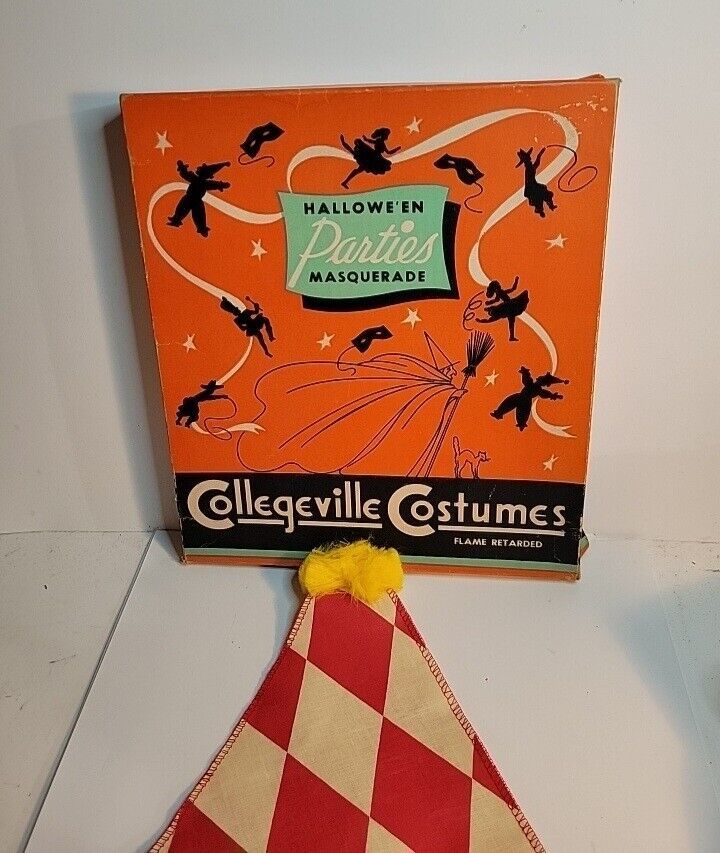 HALLOWE'EN
Parties
MASQUERADE
Collegeville Costumes
FLAME RETARDED